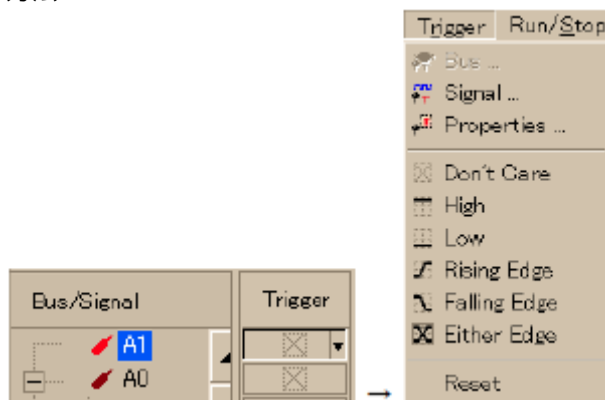 Trigger Run/Stop
Bus ...
Signal ...
Properties ...
Don't Care
High
Low
Rising Edge
Falling Edge
Either Edge
Reset
Bus/Signal Trigger
A1
A0
→